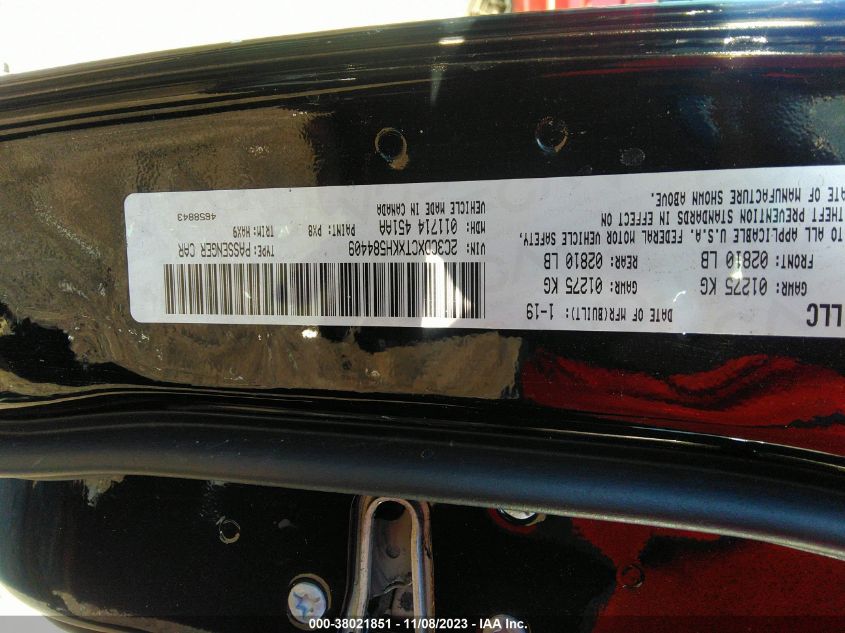 LLC DATE OF MFR(BUILT): 1-19
GAWR: 01275 KG GAWR: 01275 KG
FRONT: 02810 LB REAR: 02810 LB
TO ALL APPLICABLE U.S.A. FEDERAL MOTOR VEHICLE SAFETY,
THEFT PREVENTION STANDARDS IN EFFECT ON
DATE OF MANUFACTURE SHOWN ABOVE.
VIN: 2C3CDXCTXKH584409 TYPE: PASSENGER CAR
MDH: 011714 451AA PAINT: PX8 TRIM: HAX9
VEHICLE MADE IN CANADA 4658843
000-38021851 - 11/08/2023 - IAA Inc.